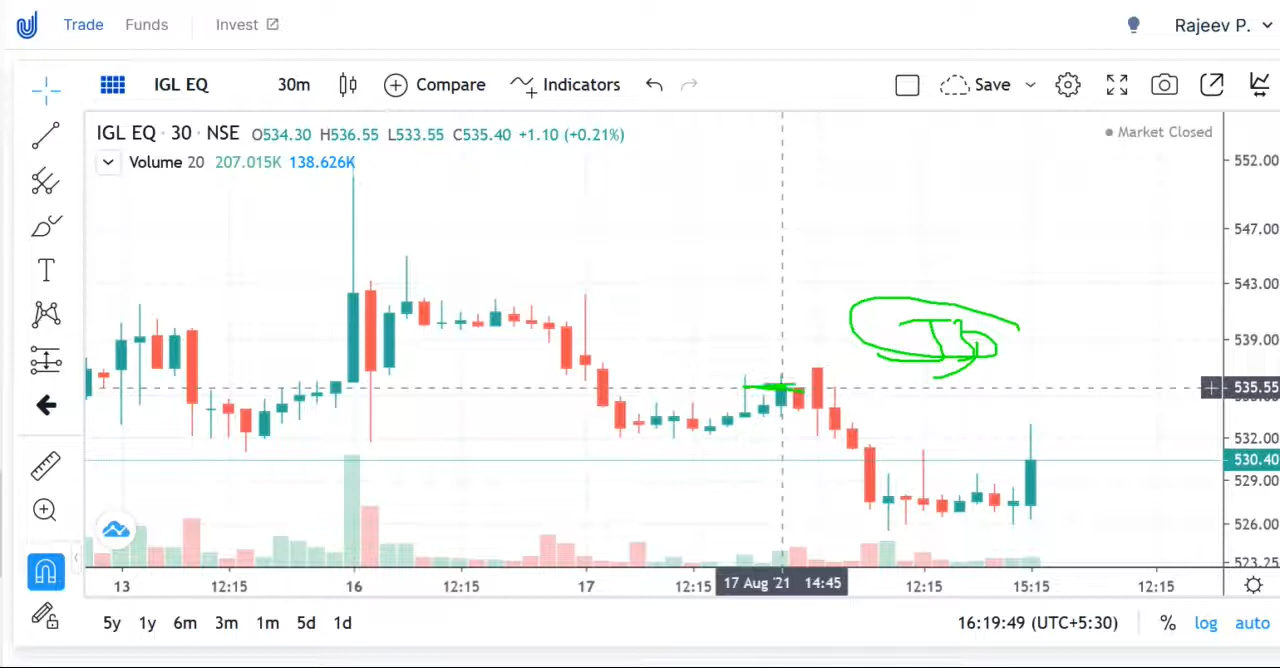 Trade Funds Invest Rajeev P.
IGL EQ 30m Compare Indicators Save
IGL EQ · 30 · NSE O534.30 H536.55 L533.55 C535.40 +1.10 (+0.21%) Market Closed
Volume 20 207.015K 138.626K
552.00
547.00
543.00
539.00
535.55
532.00
530.40
529.00
526.00
523.25
13 12:15 16 12:15 17 12:15 17 Aug '21 14:45 12:15 15:15 12:15
5y 1y 6m 3m 1m 5d 1d 16:19:49 (UTC+5:30) % log auto